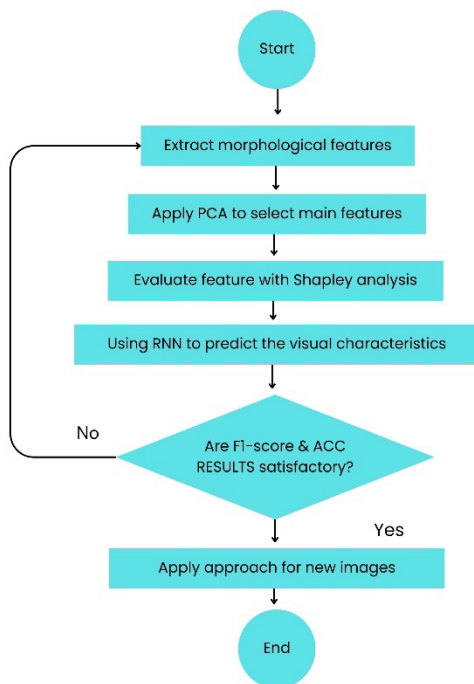 Start
Extract morphological features
Apply PCA to select main features
Evaluate feature with Shapley analysis
Using RNN to predict the visual characteristics
No
Are F1-score & ACC
RESULTS satisfactory?
Yes
Apply approach for new images
End